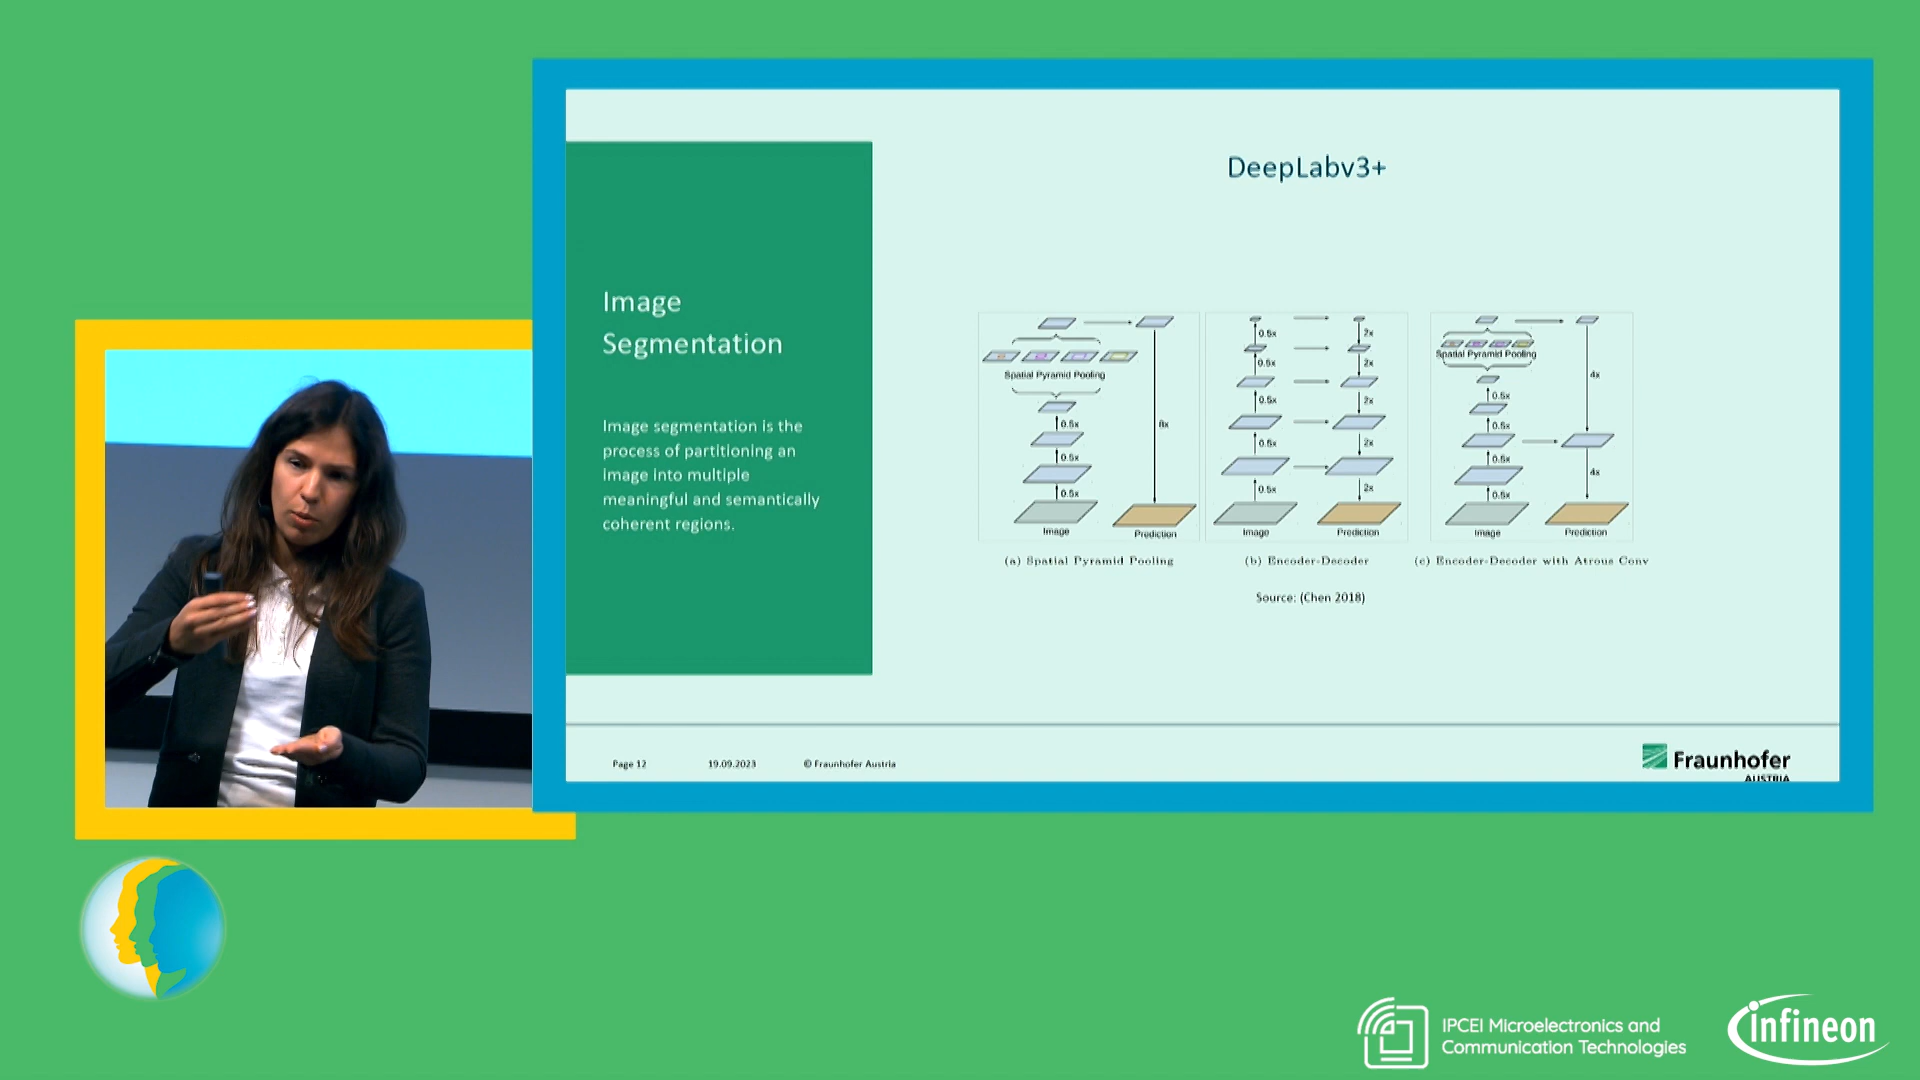 DeepLabv3+
Image
Segmentation
Image segmentation is the
process of partitioning an
image into multiple
meaningful and semantically
coherent regions.
Spatial Pyramid Pooling
0.5x
0.5x
0.5x
8x
Image
Prediction
(a) Spatial Pyramid Pooling
0.5x
0.5x
0.5x
0.5x
0.5x
2x
2x
2x
2x
2x
Image
Prediction
(b) Encoder-Decoder
Spatial Pyramid Pooling
0.5x
0.5x
0.5x
0.5x
4x
4x
Image
Prediction
(c) Encoder-Decoder with Atrous Conv
Source: (Chen 2018)
Page 12
19.09.2023
© Fraunhofer Austria
Fraunhofer
AUSTRIA
IPCEI Microelectronics and
Communication Technologies
infineon